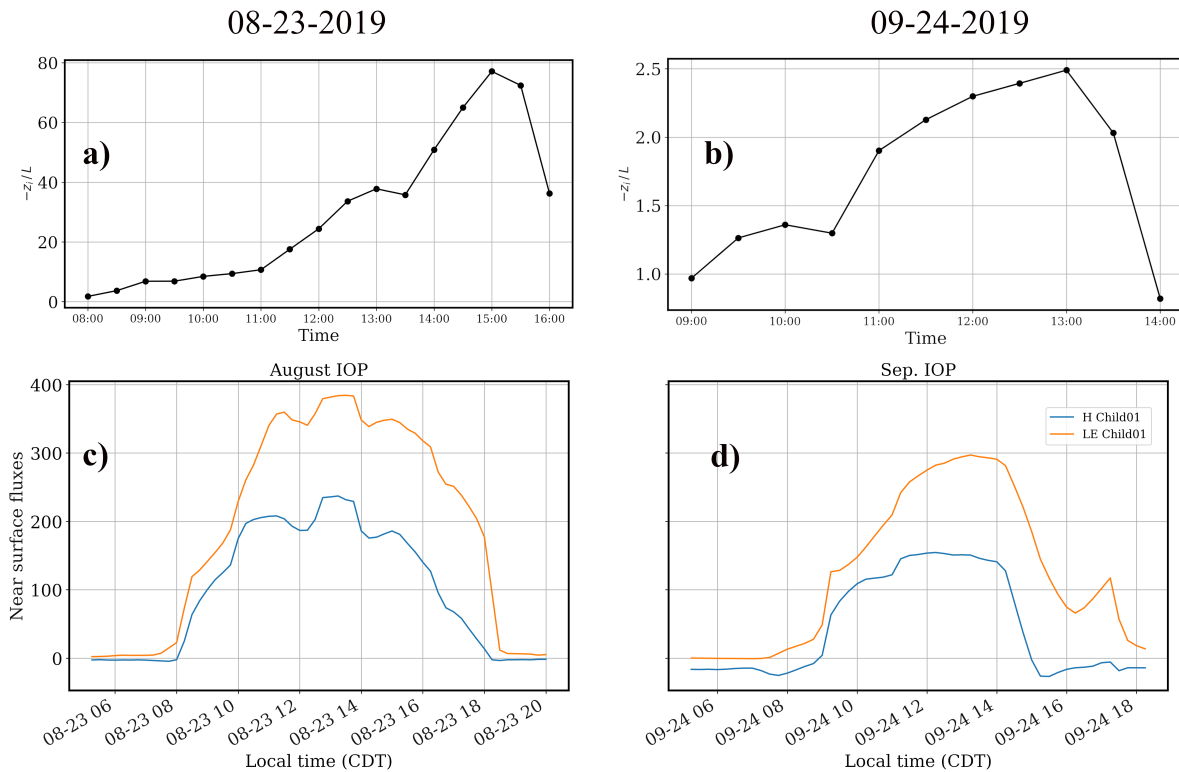 08-23-2019
09-24-2019
80
60
40
20
0
−z_i / L
a)
08:00 09:00 10:00 11:00 12:00 13:00 14:00 15:00 16:00
Time
2.5
2.0
1.5
1.0
−z_i / L
b)
09:00 10:00 11:00 12:00 13:00 14:00
Time
August IOP
400
300
200
100
0
Near surface fluxes
c)
08-23 06 08-23 08 08-23 10 08-23 12 08-23 14 08-23 16 08-23 18 08-23 20
Local time (CDT)
Sep. IOP
H Child01
LE Child01
d)
09-24 06 09-24 08 09-24 10 09-24 12 09-24 14 09-24 16 09-24 18
Local time (CDT)